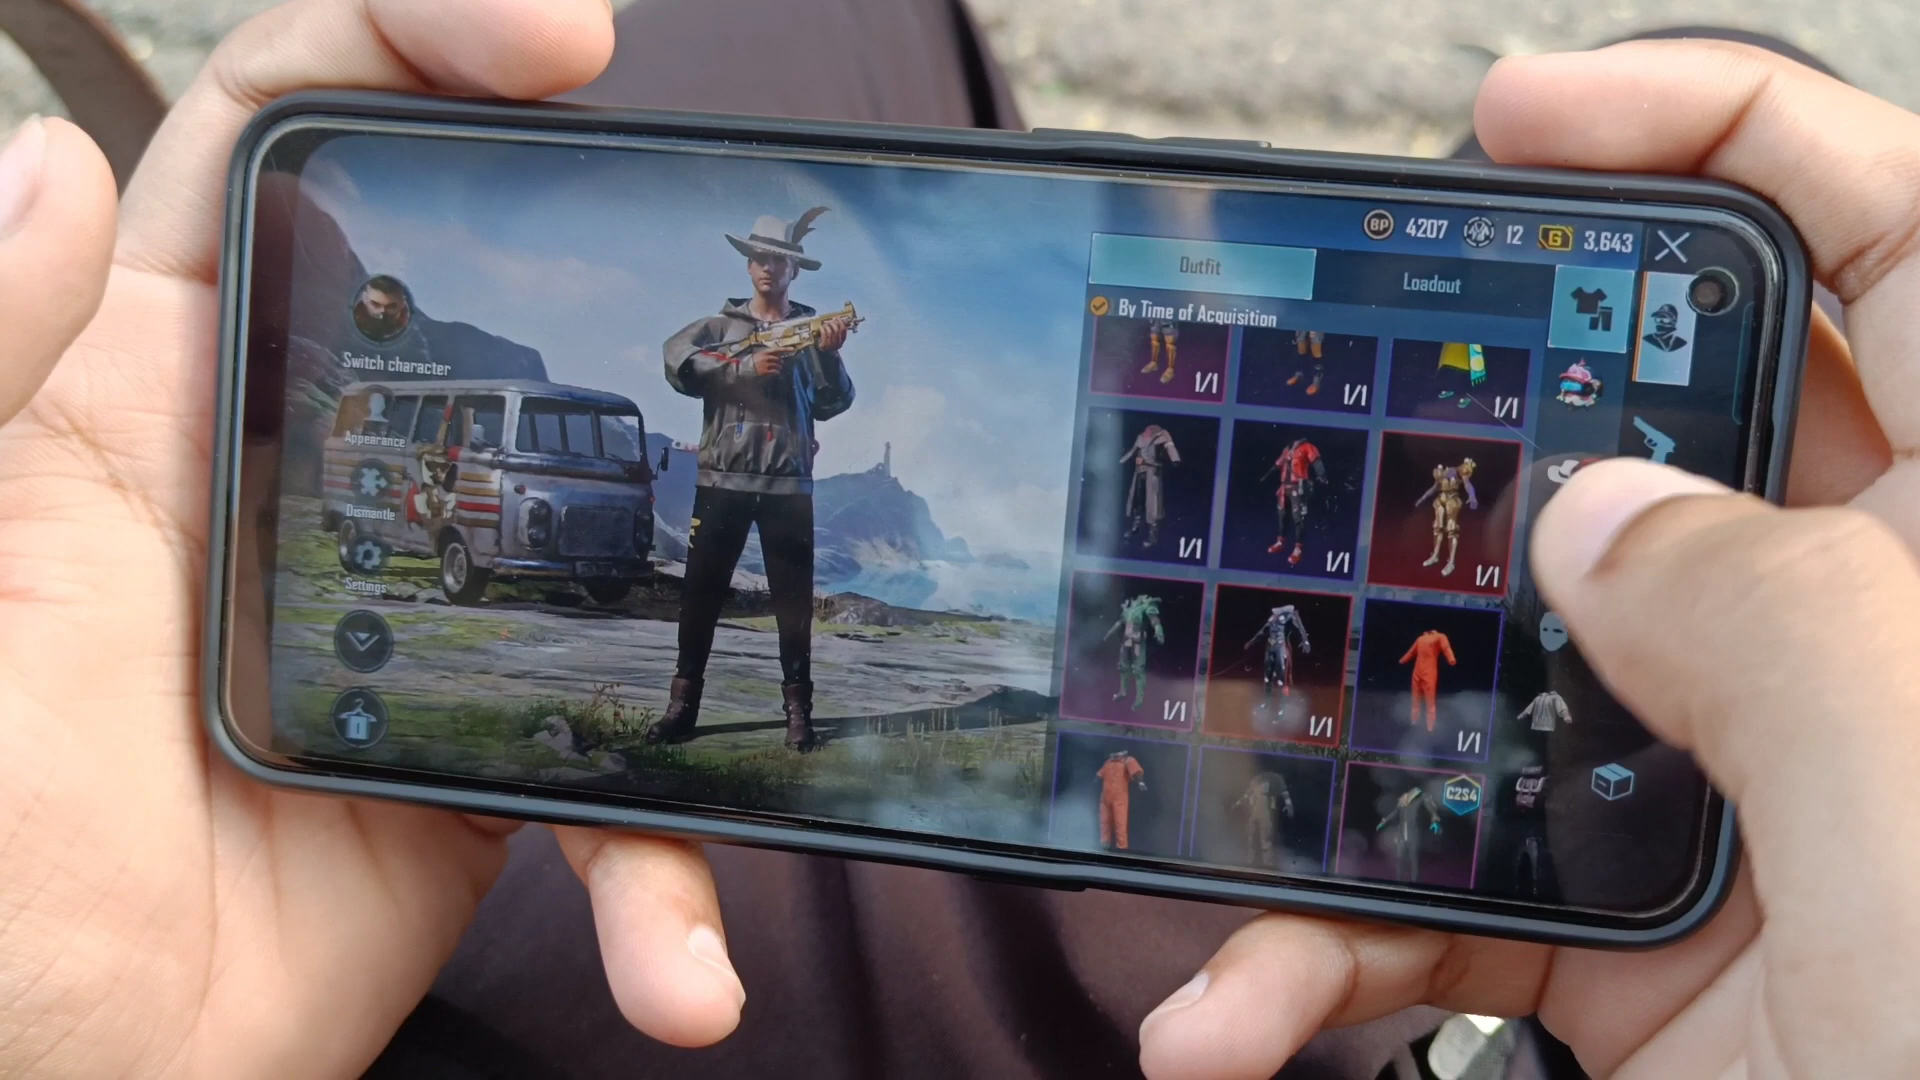 BP 4207 12 G 3,643
Outfit Loadout
By Time of Acquisition
Switch character
Appearance
Dismantle
Settings
1/1 1/1 1/1
1/1 1/1 1/1
1/1 1/1 1/1
C2S4